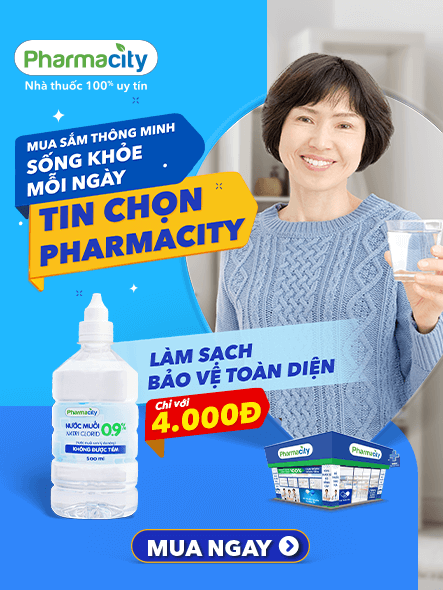 Pharmacity
Nhà thuốc 100% uy tín
MUA SẮM THÔNG MINH
SỐNG KHỎE
MỖI NGÀY
TIN CHỌN
PHARMACITY
LÀM SẠCH
BẢO VỆ TOÀN DIỆN
Chỉ với
4.000Đ
Pharmacity
NƯỚC MUỐI
NATRI CLORID 0.9%
KHÔNG ĐƯỢC TIÊM
500 ml
Pharmacity
Pharmacity
100%
MUA NGAY